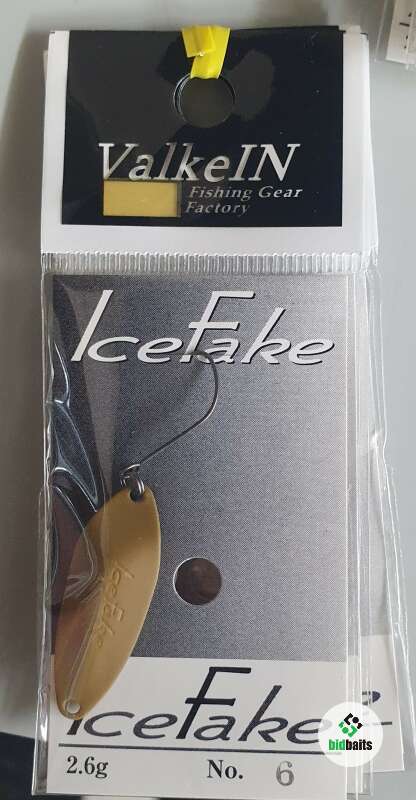 ValkeIN
Fishing Gear
Factory
IceFake
IceFake
IceFake
2.6g No. 6
bidbaits